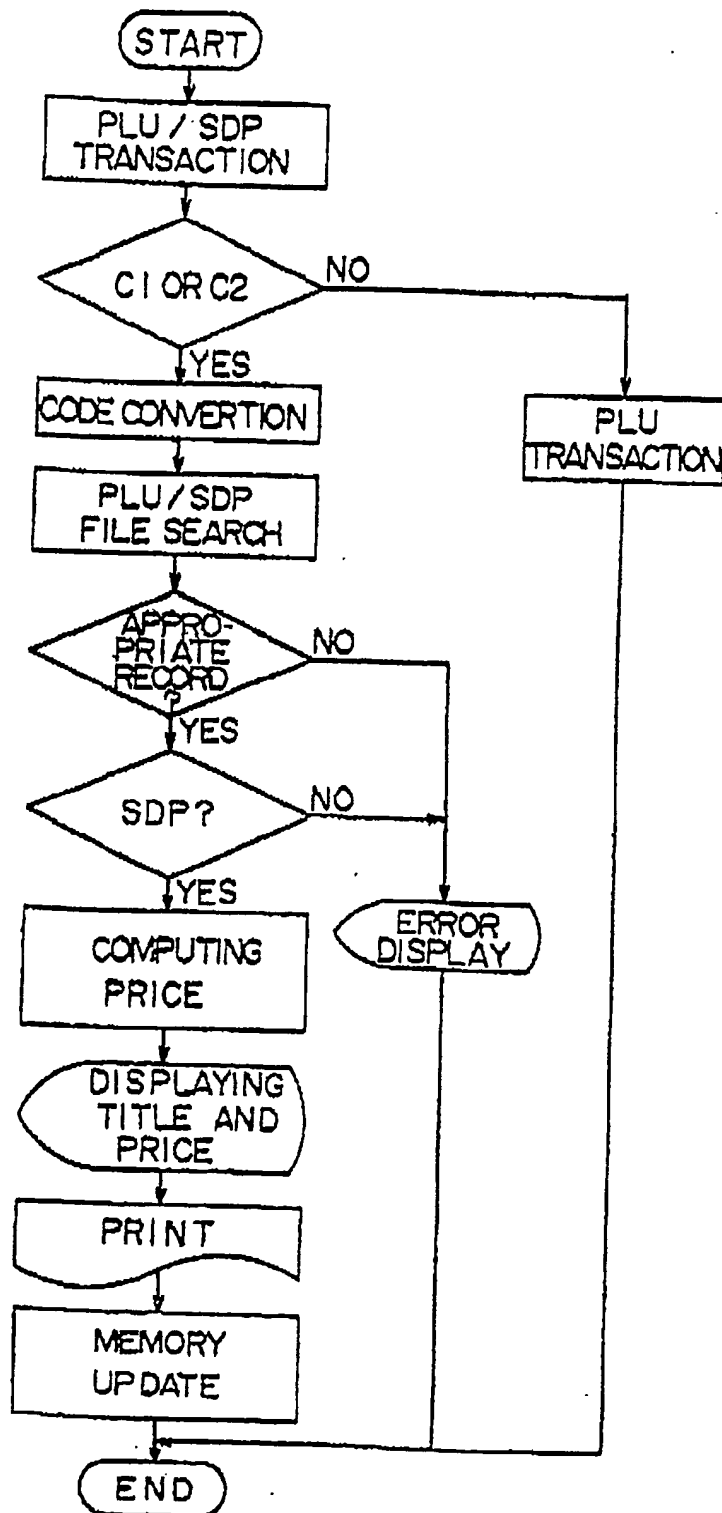 START
PLU / SDP
TRANSACTION
C1 OR C2
NO
YES
CODE CONVERTION
PLU
TRANSACTION
PLU / SDP
FILE SEARCH
APPRO-
PRIATE
RECORD
?
NO
YES
SDP?
NO
YES
COMPUTING
PRICE
ERROR
DISPLAY
DISPLAYING
TITLE AND
PRICE
PRINT
MEMORY
UPDATE
END